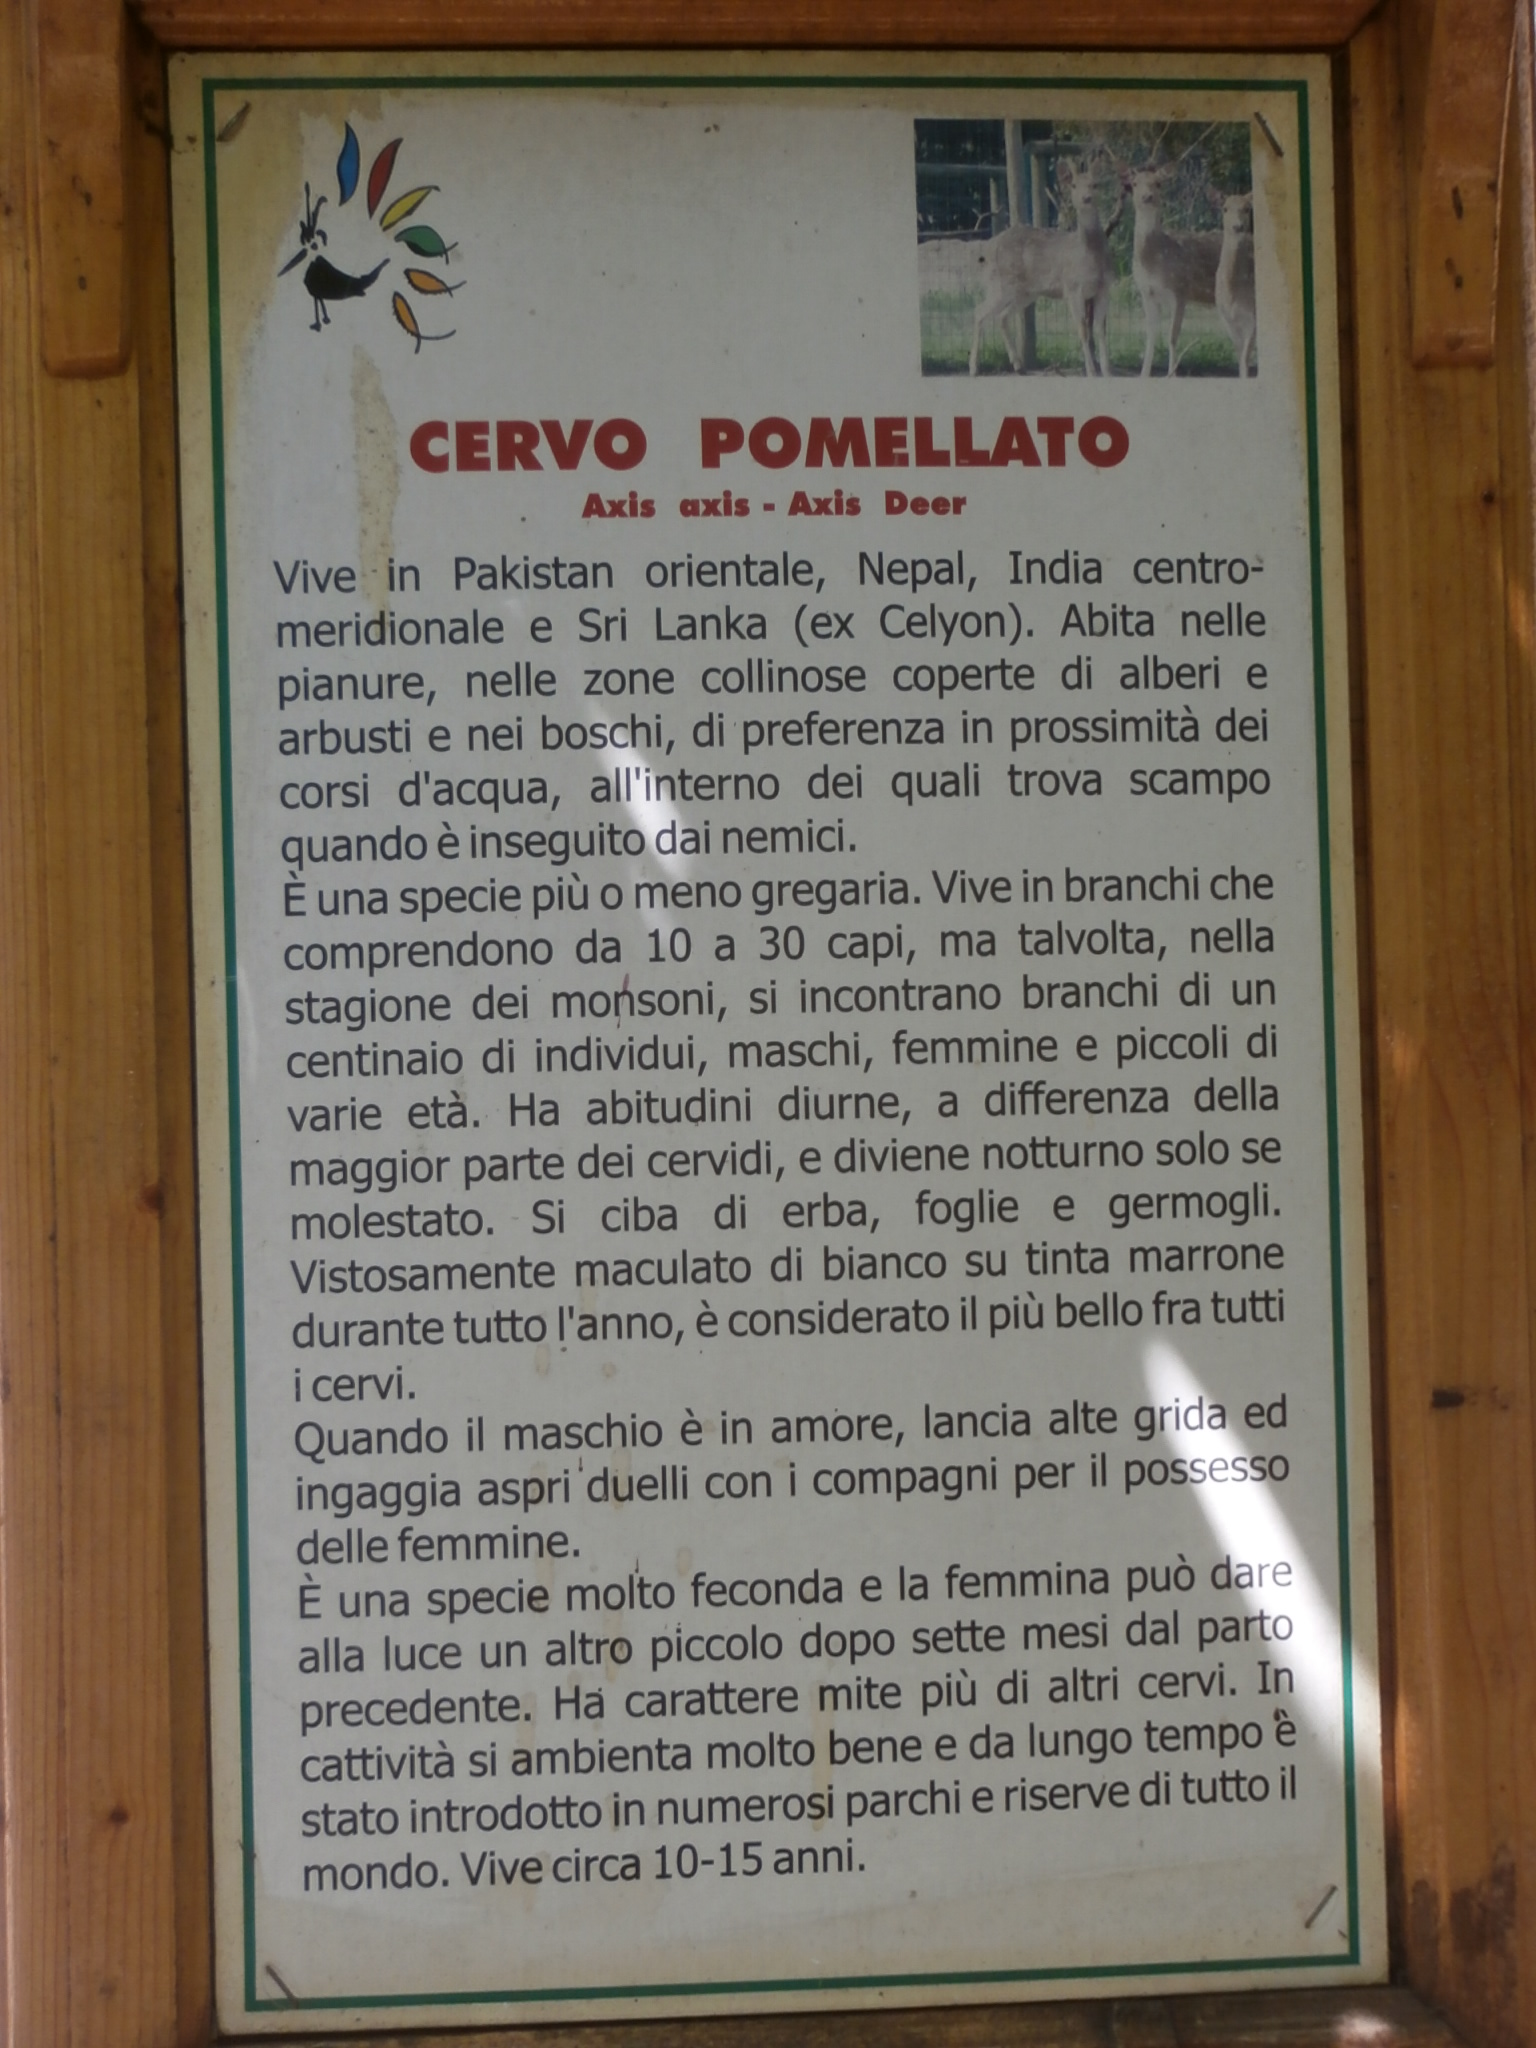 CERVO POMELLATO
Axis axis - Axis Deer
Vive in Pakistan orientale, Nepal, India centro-
meridionale e Sri Lanka (ex Celyon). Abita nelle
pianure, nelle zone collinose coperte di alberi e
arbusti e nei boschi, di preferenza in prossimità dei
corsi d'acqua, all'interno dei quali trova scampo
quando è inseguito dai nemici.
È una specie più o meno gregaria. Vive in branchi che
comprendono da 10 a 30 capi, ma talvolta, nella
stagione dei monsoni, si incontrano branchi di un
centinaio di individui, maschi, femmine e piccoli di
varie età. Ha abitudini diurne, a differenza della
maggior parte dei cervidi, e diviene notturno solo se
molestato. Si ciba di erba, foglie e germogli.
Vistosamente maculato di bianco su tinta marrone
durante tutto l'anno, è considerato il più bello fra tutti
i cervi.
Quando il maschio è in amore, lancia alte grida ed
ingaggia aspri duelli con i compagni per il possesso
delle femmine.
È una specie molto feconda e la femmina può dare
alla luce un altro piccolo dopo sette mesi dal parto
precedente. Ha carattere mite più di altri cervi. In
cattività si ambienta molto bene e da lungo tempo è
stato introdotto in numerosi parchi e riserve di tutto il
mondo. Vive circa 10-15 anni.